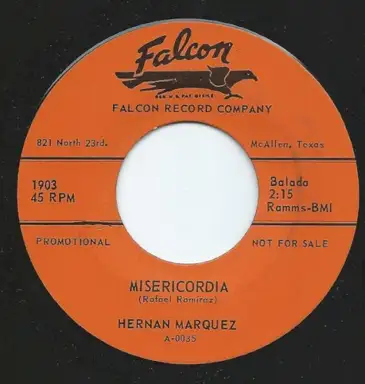 Falcon
FALCON RECORD COMPANY
821 North 23rd. McAllen, Texas
1903 Balada
45 RPM 2:15
Ramms-BMI
PROMOTIONAL NOT FOR SALE
MISERICORDIA
(Rafael Ramirez)
HERNAN MARQUEZ
A-0035